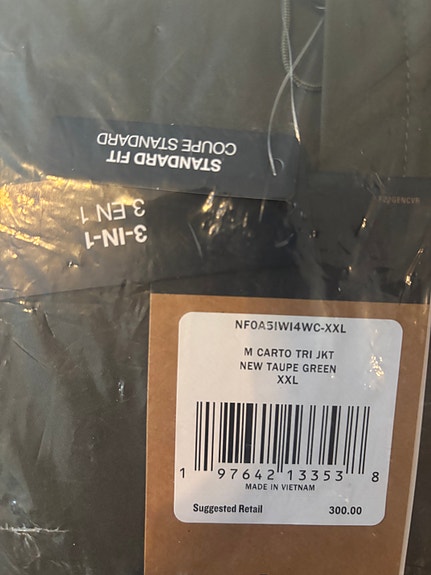 STANDARD FIT
COUPE STANDARD
3-IN-1
3 EN 1
F22GENCVR
NF0A5IWI4WC-XXL
M CARTO TRI JKT
NEW TAUPE GREEN
XXL
1 97642 13353 8
MADE IN VIETNAM
Suggested Retail 300.00